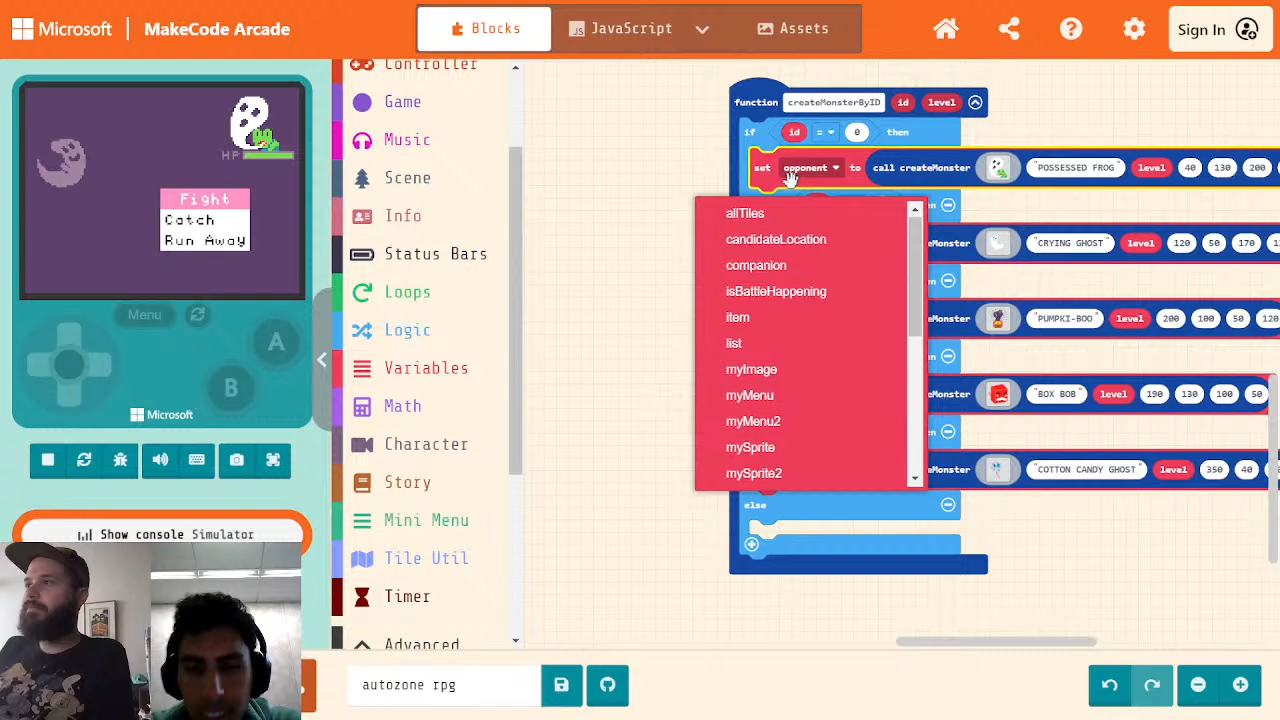 Microsoft
MakeCode Arcade
Blocks
JavaScript
Assets
Sign In
HP
Fight
Catch
Run Away
Menu
A
B
Microsoft
Show console Simulator
Controller
Game
Music
Scene
Info
Status Bars
Loops
Logic
Variables
Math
Character
Story
Mini Menu
Tile Util
Timer
Advanced
function createMonsterByID id level
if id = 0 then
set opponent to call createMonster "POSSESSED FROG" level 40 130 200
allTiles
candidateLocation
companion
isBattleHappening
item
list
myImage
myMenu
myMenu2
mySprite
mySprite2
"CRYING GHOST" level 120 50 170
"PUMPKI-BOO" level 200 100 50 120
"BOX BOB" level 190 130 100 50
"COTTON CANDY GHOST" level 350 40
else
autozone rpg